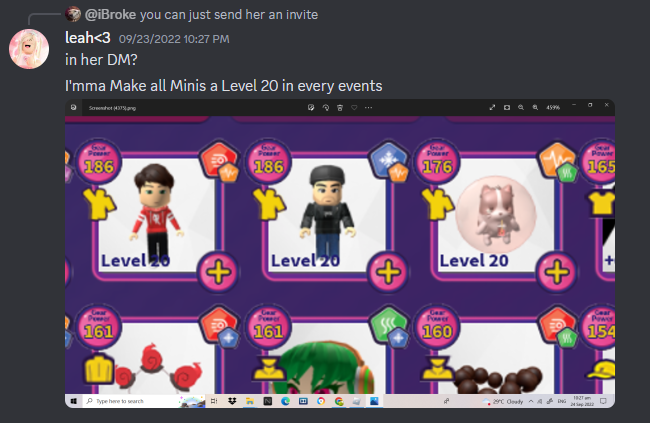 @iBroke you can just send her an invite
leah<3 09/23/2022 10:27 PM
in her DM?
I'mma Make all Minis a Level 20 in every events
Screenshot (4375).png
459%
Gear Power
186
Gear Power
186
Gear Power
176
165
Level 20
Level 20
Level 20
+
Gear Power
161
Gear Power
161
Gear Power
160
Gear Power
154
Type here to search
29°C Cloudy
ENG
10:27 am
24 Sep 2022